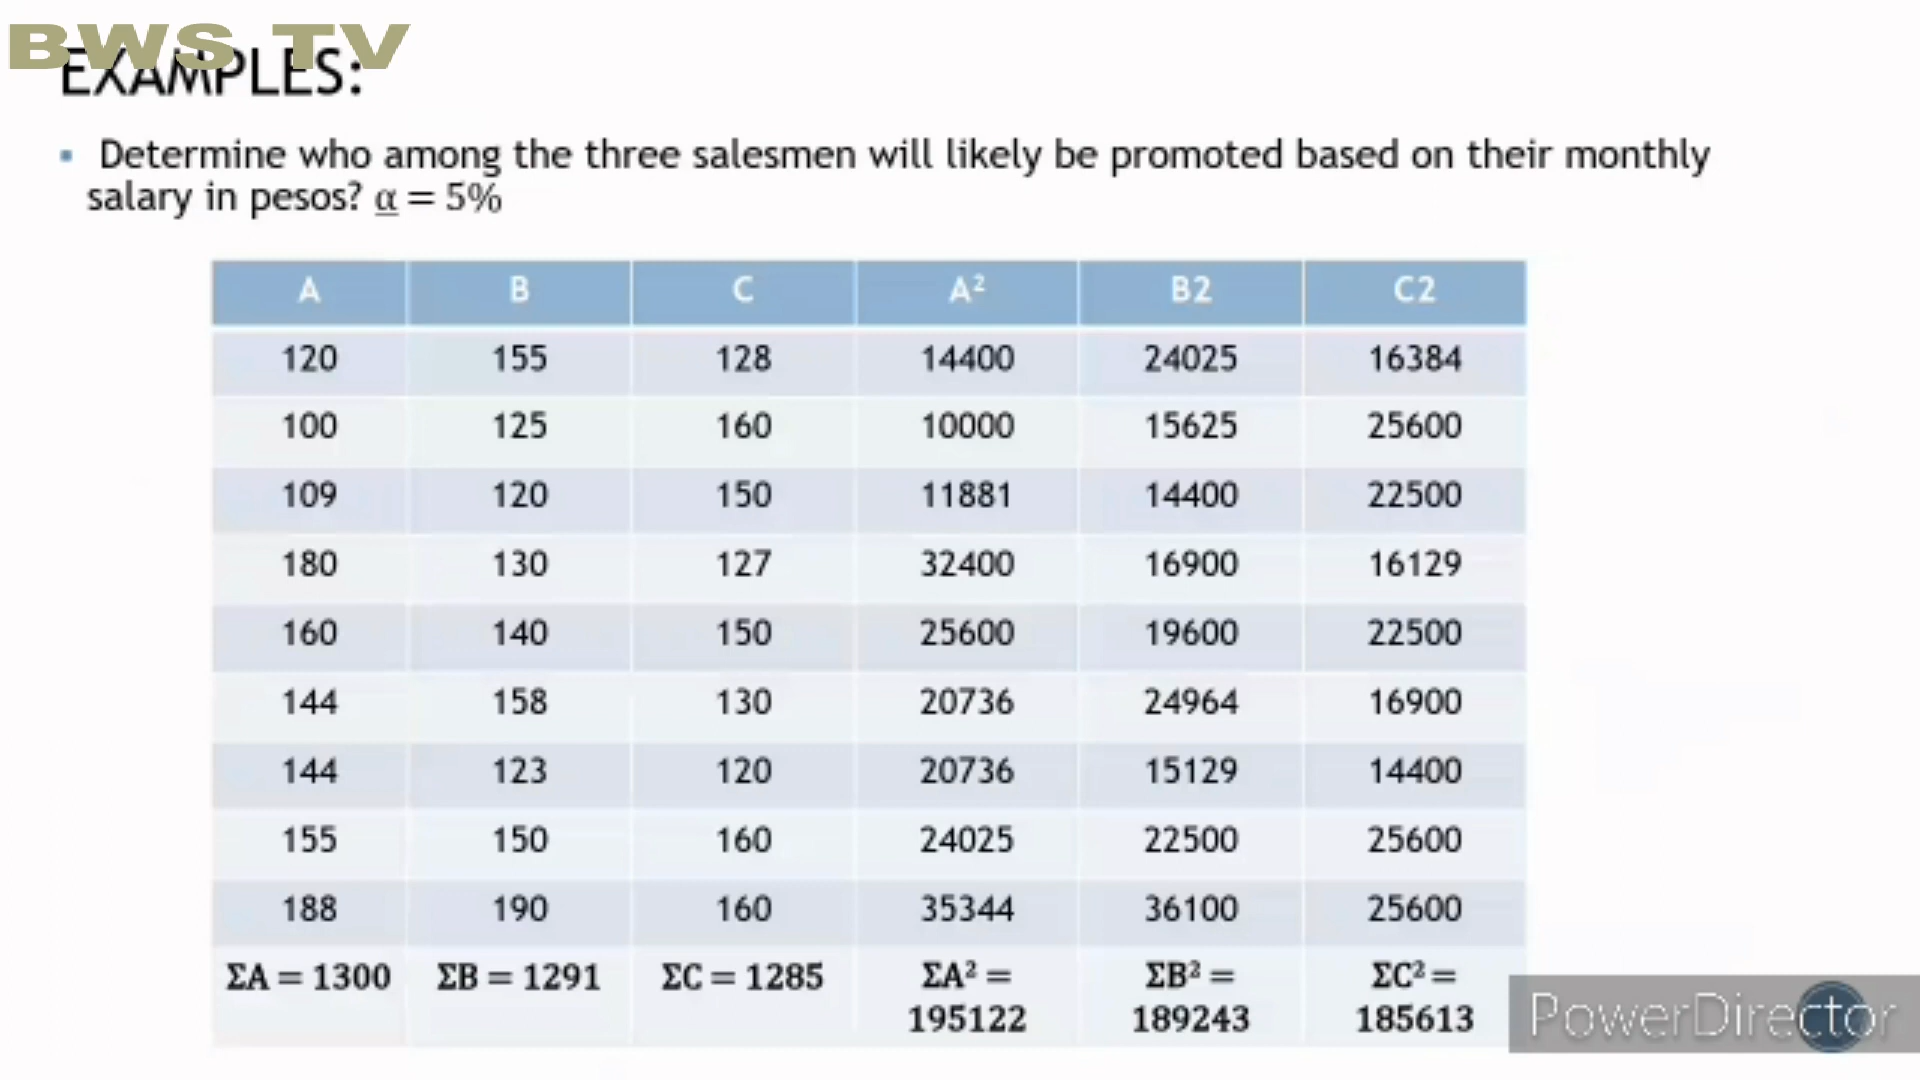 BWS TV
EXAMPLES:
▪ Determine who among the three salesmen will likely be promoted based on their monthly
salary in pesos? α = 5%
A B C A² B2 C2
120 155 128 14400 24025 16384
100 125 160 10000 15625 25600
109 120 150 11881 14400 22500
180 130 127 32400 16900 16129
160 140 150 25600 19600 22500
144 158 130 20736 24964 16900
144 123 120 20736 15129 14400
155 150 160 24025 22500 25600
188 190 160 35344 36100 25600
ΣA = 1300 ΣB = 1291 ΣC = 1285 ΣA² = ΣB² = ΣC² =
195122 189243 185613
PowerDirector